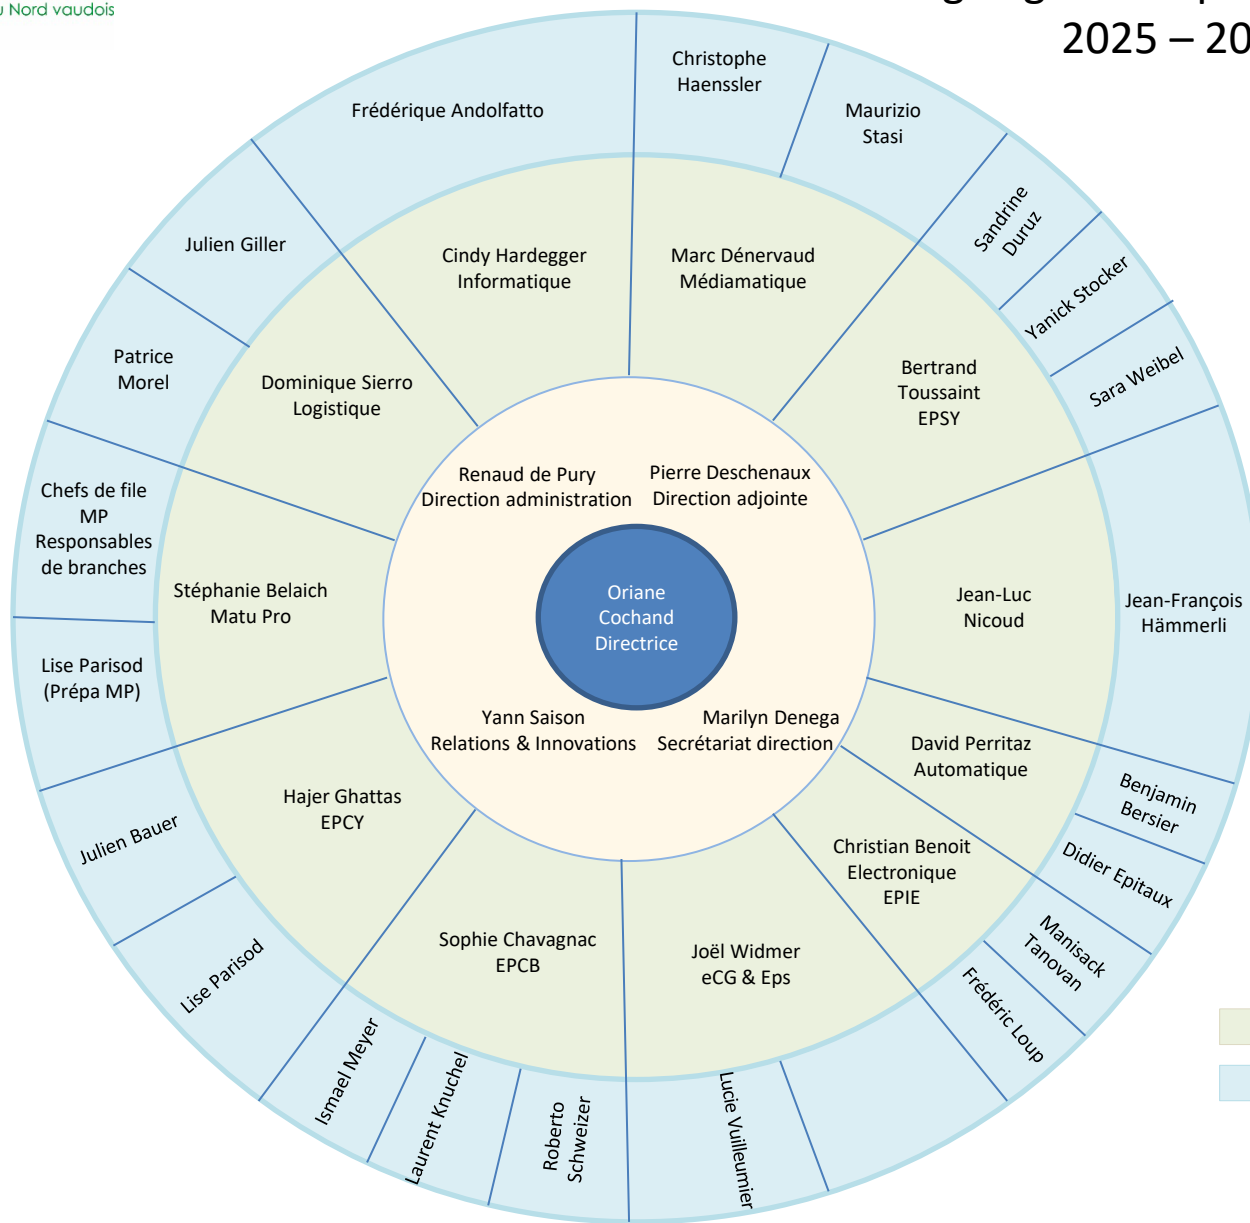 u Nord vaudois
2025 – 20
Christophe
Haenssler
Maurizio
Stasi
Sandrine
Duruz
Yanick Stocker
Sara Weibel
Jean-François
Hämmerli
Benjamin
Bersier
Didier Epitaux
Manisack
Tanovan
Frédéric Loup
Lucie Vuilleumier
Roberto
Schweizer
Laurent Knuchel
Ismael Meyer
Lise Parisod
Julien Bauer
Lise Parisod
(Prépa MP)
Chefs de file
MP
Responsables
de branches
Patrice
Morel
Julien Giller
Frédérique Andolfatto
Cindy Hardegger
Informatique
Marc Dénervaud
Médiamatique
Bertrand
Toussaint
EPSY
Jean-Luc
Nicoud
David Perritaz
Automatique
Christian Benoit
Electronique
EPIE
Joël Widmer
eCG & Eps
Sophie Chavagnac
EPCB
Hajer Ghattas
EPCY
Stéphanie Belaich
Matu Pro
Dominique Sierro
Logistique
Renaud de Pury
Direction administration
Pierre Deschenaux
Direction adjointe
Oriane
Cochand
Directrice
Yann Saison
Relations & Innovations
Marilyn Denega
Secrétariat direction